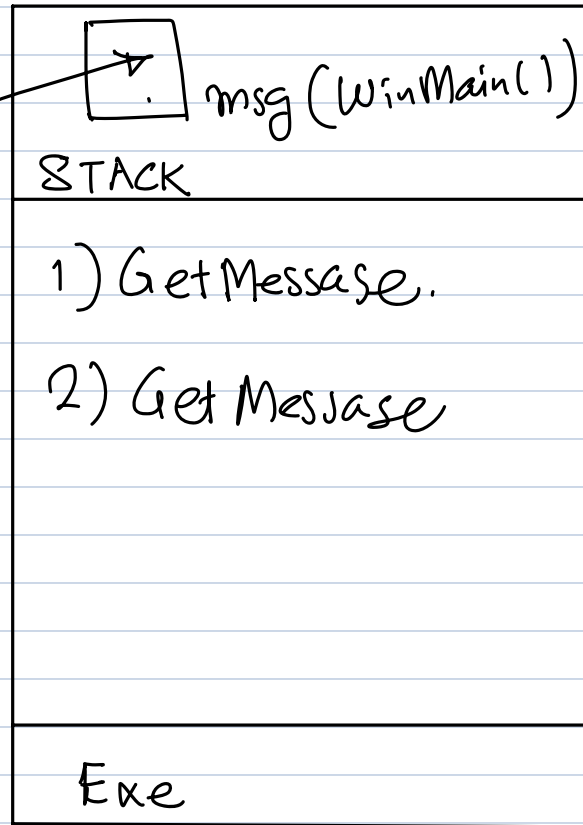 msg (WinMain( ))
STACK
1) GetMessase.
2) Get Messase
Exe